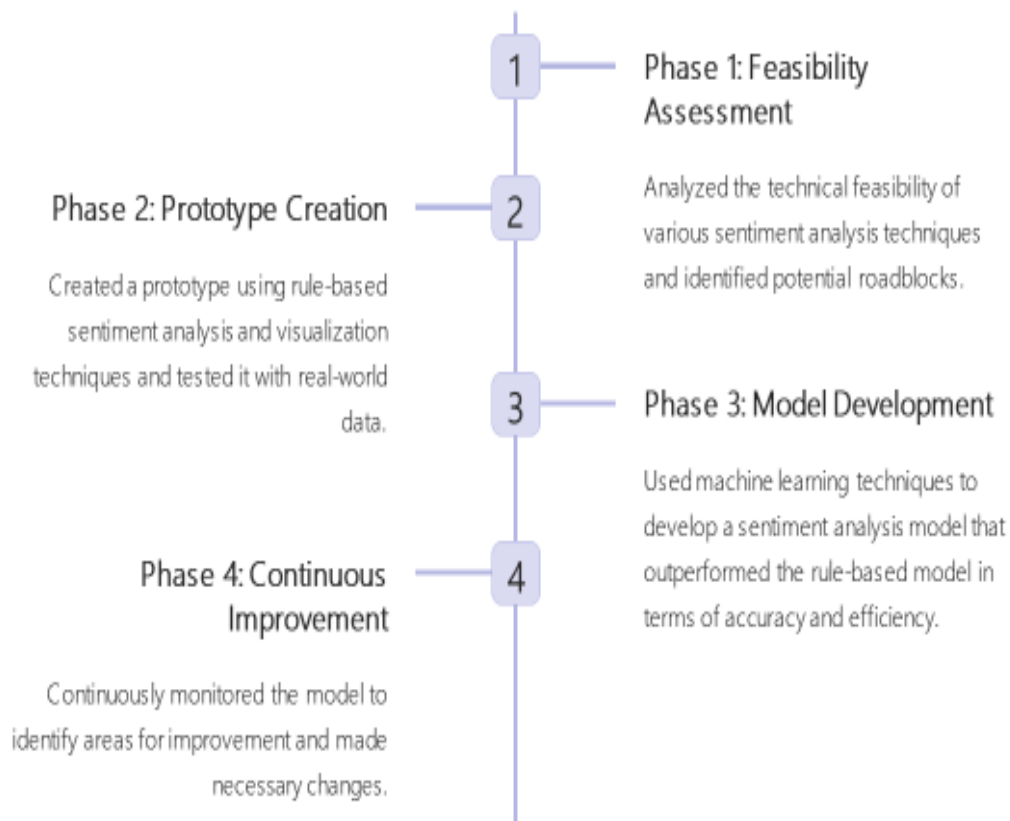 1
Phase 1: Feasibility
Assessment
Analyzed the technical feasibility of
various sentiment analysis techniques
and identified potential roadblocks.
2
Phase 2: Prototype Creation
Created a prototype using rule-based
sentiment analysis and visualization
techniques and tested it with real-world
data.
3
Phase 3: Model Development
Used machine learning techniques to
develop a sentiment analysis model that
outperformed the rule-based model in
terms of accuracy and efficiency.
4
Phase 4: Continuous
Improvement
Continuously monitored the model to
identify areas for improvement and made
necessary changes.